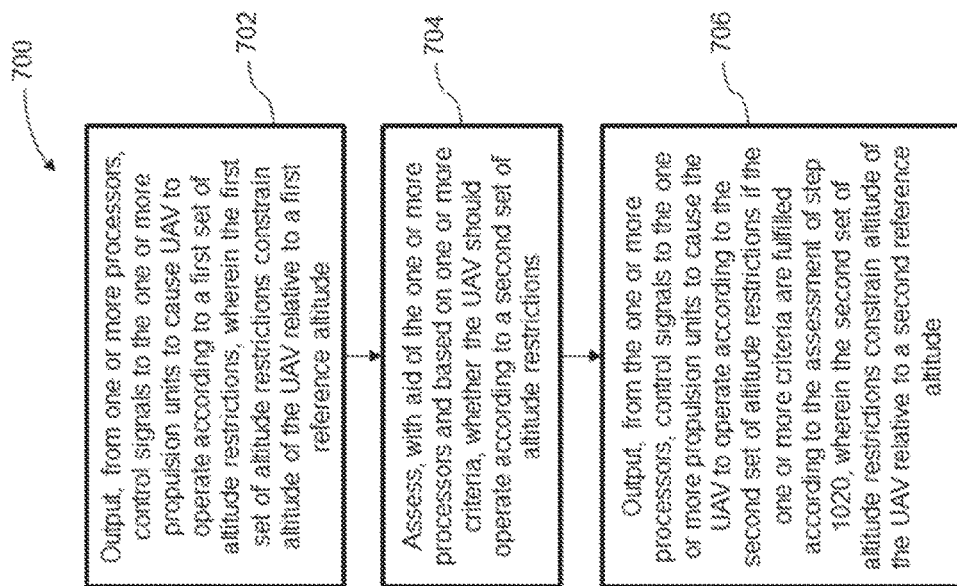 700
Output, from one or more processors,
control signals to the one or more
propulsion units to cause UAV to
operate according to a first set of
altitude restrictions, wherein the first
set of altitude restrictions constrain
altitude of the UAV relative to a first
reference altitude
702
Assess, with aid of the one or more
processors and based on one or more
criteria, whether the UAV should
operate according to a second set of
altitude restrictions
704
Output, from the one or more
processors, control signals to the one
or more propulsion units to cause the
UAV to operate according to the
second set of altitude restrictions if the
one or more criteria are fulfilled
according to the assessment of step
1020, wherein the second set of
altitude restrictions constrain altitude of
the UAV relative to a second reference
altitude
706